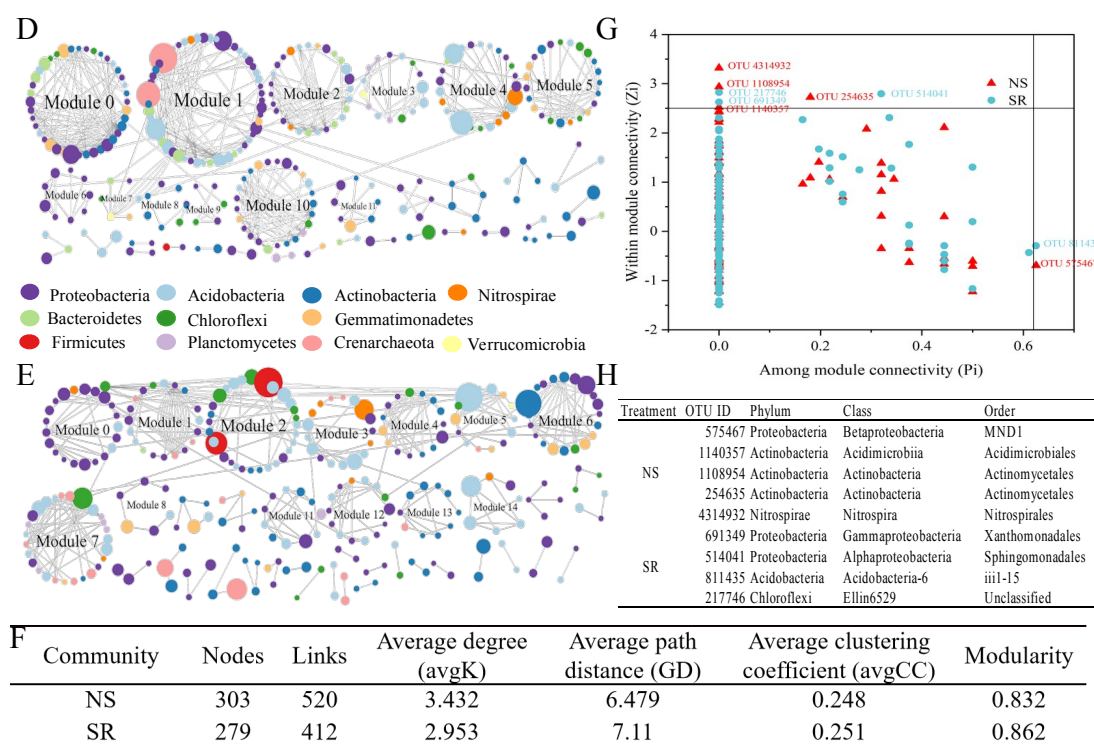 D
Module 0
Module 1
Module 2
Module 3
Module 4
Module 5
Module 6
Module 7
Module 8
Module 9
Module 10
Module 11
Proteobacteria
Acidobacteria
Actinobacteria
Nitrospirae
Bacteroidetes
Chloroflexi
Gemmatimonadetes
Firmicutes
Planctomycetes
Crenarchaeota
Verrucomicrobia
E
Module 0
Module 1
Module 2
Module 3
Module 4
Module 5
Module 6
Module 7
Module 8
Module 11
Module 12
Module 13
Module 14
G
Within module connectivity (Zi)
4
3
2
1
0
-1
-2
OTU 4314932
OTU 1108954
OTU 217746
OTU 691349
OTU 1140357
OTU 254635
OTU 514041
NS
SR
OTU 81143
OTU 575467
0.0
0.2
0.4
0.6
Among module connectivity (Pi)
H
Treatment OTU ID Phylum Class Order
575467 Proteobacteria Betaproteobacteria MND1
1140357 Actinobacteria Acidimicrobiia Acidimicrobiales
NS 1108954 Actinobacteria Actinobacteria Actinomycetales
254635 Actinobacteria Actinobacteria Actinomycetales
4314932 Nitrospirae Nitrospira Nitrospirales
691349 Proteobacteria Gammaproteobacteria Xanthomonadales
SR 514041 Proteobacteria Alphaproteobacteria Sphingomonadales
811435 Acidobacteria Acidobacteria-6 iii1-15
217746 Chloroflexi Ellin6529 Unclassified
F
Community Nodes Links Average degree (avgK) Average path distance (GD) Average clustering coefficient (avgCC) Modularity
NS 303 520 3.432 6.479 0.248 0.832
SR 279 412 2.953 7.11 0.251 0.862